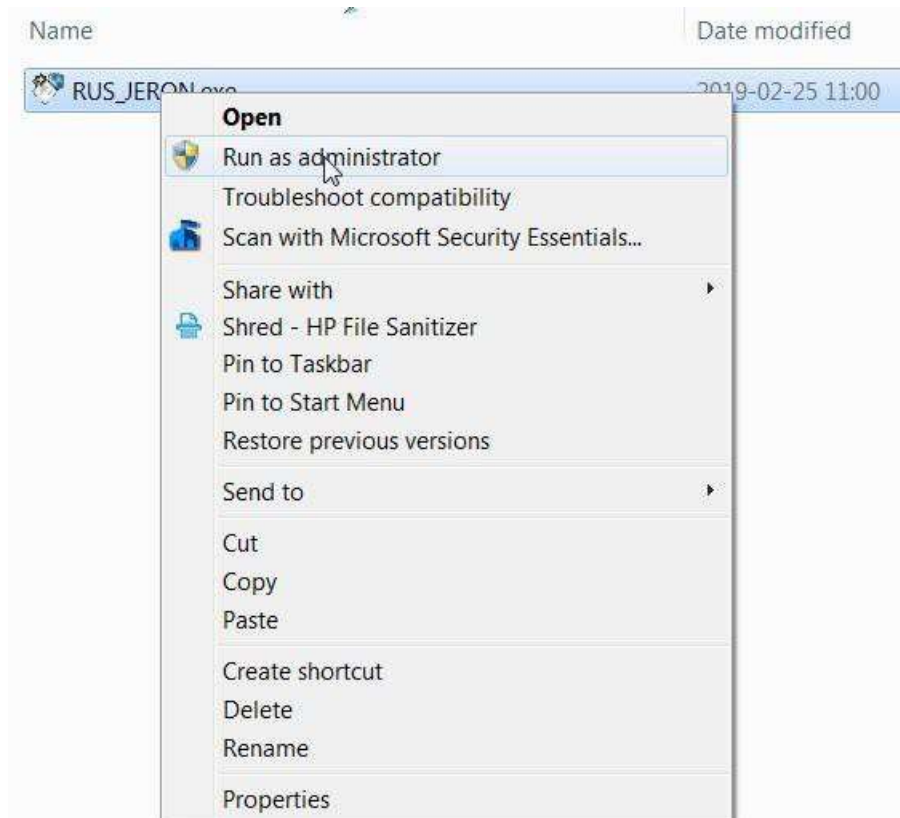 Name Date modified
RUS_JERON.exe 2019-02-25 11:00
Open
Run as administrator
Troubleshoot compatibility
Scan with Microsoft Security Essentials...
Share with
Shred - HP File Sanitizer
Pin to Taskbar
Pin to Start Menu
Restore previous versions
Send to
Cut
Copy
Paste
Create shortcut
Delete
Rename
Properties